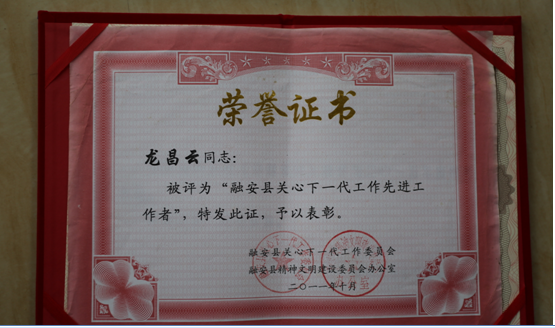 荣誉证书
龙昌云同志：
被评为“融安县关心下一代工作先进工
作者”，特发此证，予以表彰。
融安县关心下一代工作委员会
融安县精神文明建设委员会办公室
二〇一一年十月